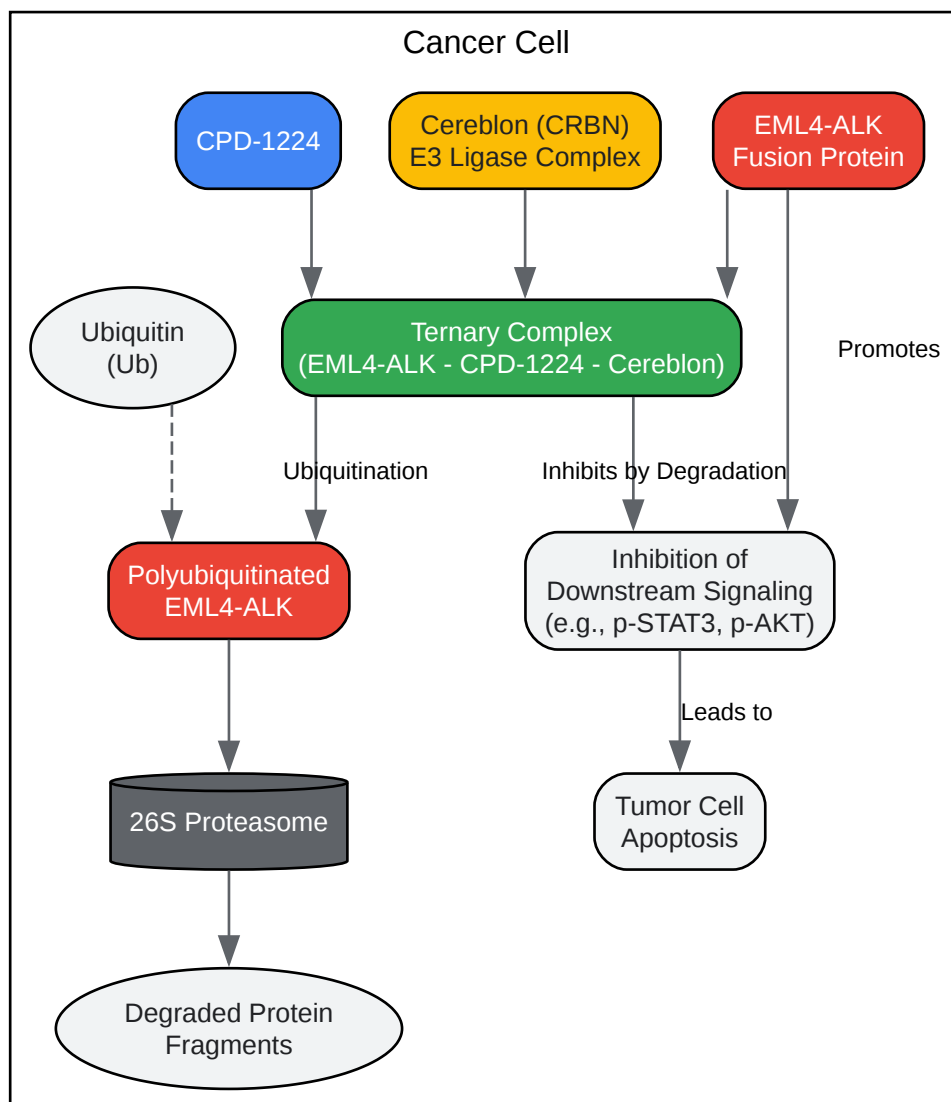 Cancer Cell
CPD-1224
Cereblon (CRBN)
E3 Ligase Complex
EML4-ALK
Fusion Protein
Ubiquitin
(Ub)
Ternary Complex
(EML4-ALK - CPD-1224 - Cereblon)
Promotes
Ubiquitination
Inhibits by Degradation
Polyubiquitinated
EML4-ALK
Inhibition of
Downstream Signaling
(e.g., p-STAT3, p-AKT)
Leads to
26S Proteasome
Tumor Cell
Apoptosis
Degraded Protein
Fragments